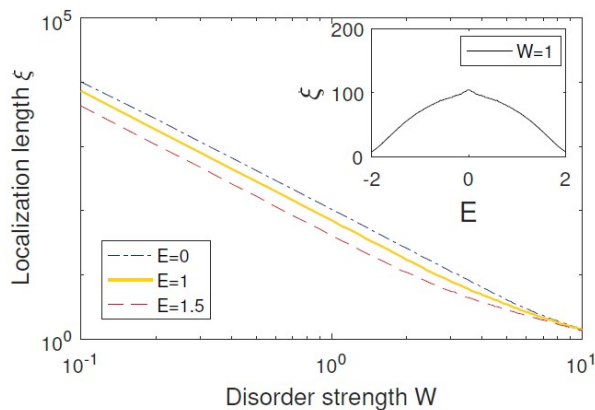 10^5
Localization length ξ
10^0
10^-1
10^0
10^1
Disorder strength W
E=0
E=1
E=1.5
200
100
0
ξ
-2
0
2
E
W=1